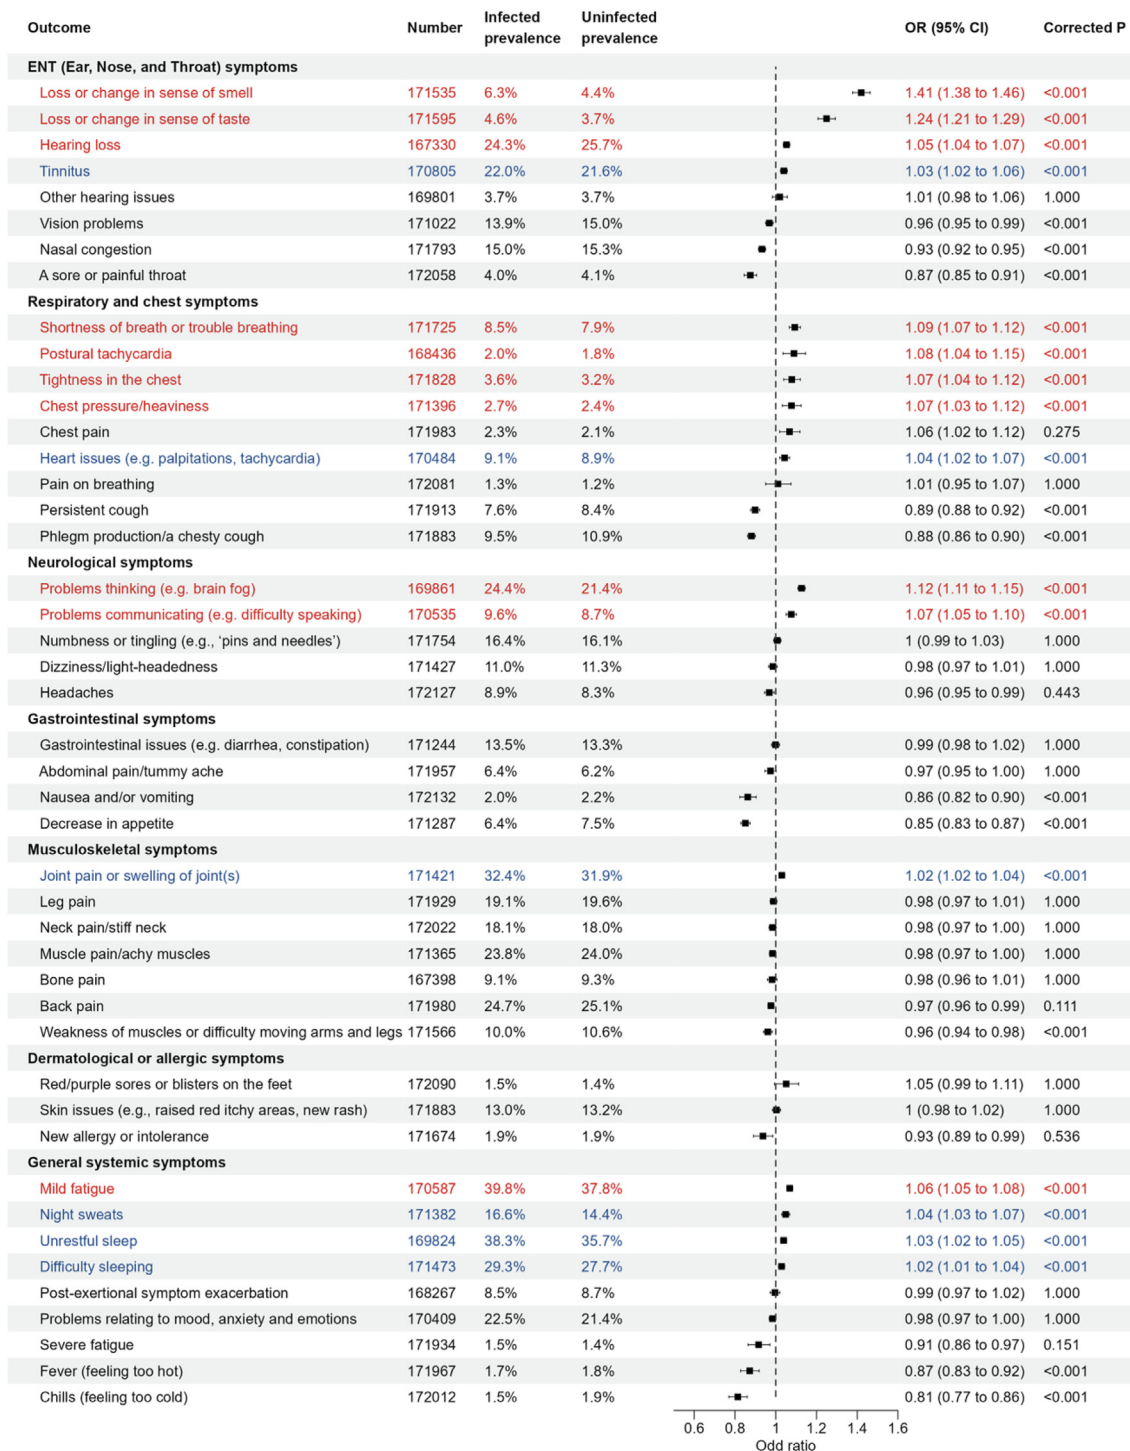 Outcome Number Infected prevalence Uninfected prevalence OR (95% CI) Corrected P
ENT (Ear, Nose, and Throat) symptoms
Loss or change in sense of smell 171535 6.3% 4.4% 1.41 (1.38 to 1.46) <0.001
Loss or change in sense of taste 171595 4.6% 3.7% 1.24 (1.21 to 1.29) <0.001
Hearing loss 167330 24.3% 25.7% 1.05 (1.04 to 1.07) <0.001
Tinnitus 170805 22.0% 21.6% 1.03 (1.02 to 1.06) <0.001
Other hearing issues 169801 3.7% 3.7% 1.01 (0.98 to 1.06) 1.000
Vision problems 171022 13.9% 15.0% 0.96 (0.95 to 0.99) <0.001
Nasal congestion 171793 15.0% 15.3% 0.93 (0.92 to 0.95) <0.001
A sore or painful throat 172058 4.0% 4.1% 0.87 (0.85 to 0.91) <0.001
Respiratory and chest symptoms
Shortness of breath or trouble breathing 171725 8.5% 7.9% 1.09 (1.07 to 1.12) <0.001
Postural tachycardia 168436 2.0% 1.8% 1.08 (1.04 to 1.15) <0.001
Tightness in the chest 171828 3.6% 3.2% 1.07 (1.04 to 1.12) <0.001
Chest pressure/heaviness 171396 2.7% 2.4% 1.07 (1.03 to 1.12) <0.001
Chest pain 171983 2.3% 2.1% 1.06 (1.02 to 1.12) 0.275
Heart issues (e.g. palpitations, tachycardia) 170484 9.1% 8.9% 1.04 (1.02 to 1.07) <0.001
Pain on breathing 172081 1.3% 1.2% 1.01 (0.95 to 1.07) 1.000
Persistent cough 171913 7.6% 8.4% 0.89 (0.88 to 0.92) <0.001
Phlegm production/a chesty cough 171883 9.5% 10.9% 0.88 (0.86 to 0.90) <0.001
Neurological symptoms
Problems thinking (e.g. brain fog) 169861 24.4% 21.4% 1.12 (1.11 to 1.15) <0.001
Problems communicating (e.g. difficulty speaking) 170535 9.6% 8.7% 1.07 (1.05 to 1.10) <0.001
Numbness or tingling (e.g., ‘pins and needles’) 171754 16.4% 16.1% 1 (0.99 to 1.03) 1.000
Dizziness/light-headedness 171427 11.0% 11.3% 0.98 (0.97 to 1.01) 1.000
Headaches 172127 8.9% 8.3% 0.96 (0.95 to 0.99) 0.443
Gastrointestinal symptoms
Gastrointestinal issues (e.g. diarrhea, constipation) 171244 13.5% 13.3% 0.99 (0.98 to 1.02) 1.000
Abdominal pain/tummy ache 171957 6.4% 6.2% 0.97 (0.95 to 1.00) 1.000
Nausea and/or vomiting 172132 2.0% 2.2% 0.86 (0.82 to 0.90) <0.001
Decrease in appetite 171287 6.4% 7.5% 0.85 (0.83 to 0.87) <0.001
Musculoskeletal symptoms
Joint pain or swelling of joint(s) 171421 32.4% 31.9% 1.02 (1.02 to 1.04) <0.001
Leg pain 171929 19.1% 19.6% 0.98 (0.97 to 1.01) 1.000
Neck pain/stiff neck 172022 18.1% 18.0% 0.98 (0.97 to 1.00) 1.000
Muscle pain/achy muscles 171365 23.8% 24.0% 0.98 (0.97 to 1.00) 1.000
Bone pain 167398 9.1% 9.3% 0.98 (0.96 to 1.01) 1.000
Back pain 171980 24.7% 25.1% 0.97 (0.96 to 0.99) 0.111
Weakness of muscles or difficulty moving arms and legs 171566 10.0% 10.6% 0.96 (0.94 to 0.98) <0.001
Dermatological or allergic symptoms
Red/purple sores or blisters on the feet 172090 1.5% 1.4% 1.05 (0.99 to 1.11) 1.000
Skin issues (e.g., raised red itchy areas, new rash) 171883 13.0% 13.2% 1 (0.98 to 1.02) 1.000
New allergy or intolerance 171674 1.9% 1.9% 0.93 (0.89 to 0.99) 0.536
General systemic symptoms
Mild fatigue 170587 39.8% 37.8% 1.06 (1.05 to 1.08) <0.001
Night sweats 171382 16.6% 14.4% 1.04 (1.03 to 1.07) <0.001
Unrestful sleep 169824 38.3% 35.7% 1.03 (1.02 to 1.05) <0.001
Difficulty sleeping 171473 29.3% 27.7% 1.02 (1.01 to 1.04) <0.001
Post-exertional symptom exacerbation 168267 8.5% 8.7% 0.99 (0.97 to 1.02) 1.000
Problems relating to mood, anxiety and emotions 170409 22.5% 21.4% 0.98 (0.97 to 1.00) 1.000
Severe fatigue 171934 1.5% 1.4% 0.91 (0.86 to 0.97) 0.151
Fever (feeling too hot) 171967 1.7% 1.8% 0.87 (0.83 to 0.92) <0.001
Chills (feeling too cold) 172012 1.5% 1.9% 0.81 (0.77 to 0.86) <0.001
0.6 0.8 1 1.2 1.4 1.6
Odd ratio